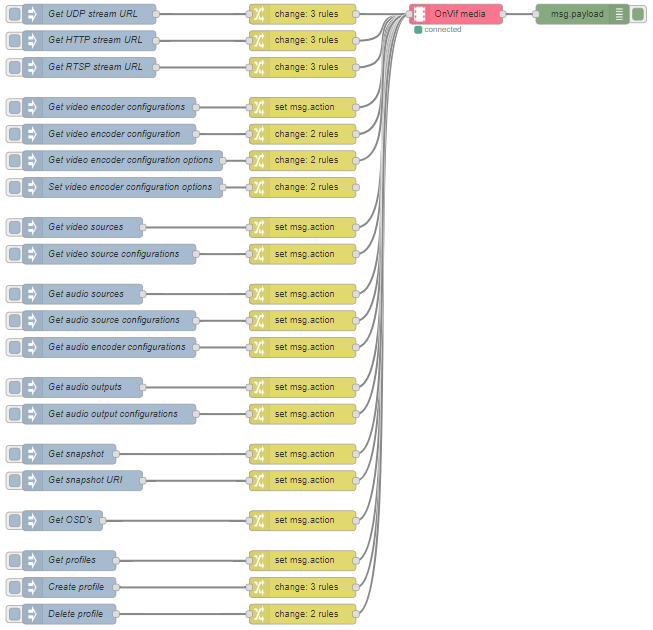 Get UDP stream URL change: 3 rules OnVif media msg.payload
connected
Get HTTP stream URL change: 3 rules
Get RTSP stream URL change: 3 rules
Get video encoder configurations set msg.action
Get video encoder configuration change: 2 rules
Get video encoder configuration options change: 2 rules
Set video encoder configuration options change: 2 rules
Get video sources set msg.action
Get video source configurations set msg.action
Get audio sources set msg.action
Get audio source configurations set msg.action
Get audio encoder configurations set msg.action
Get audio outputs set msg.action
Get audio output configurations set msg.action
Get snapshot set msg.action
Get snapshot URI set msg.action
Get OSD's set msg.action
Get profiles set msg.action
Create profile change: 3 rules
Delete profile change: 2 rules